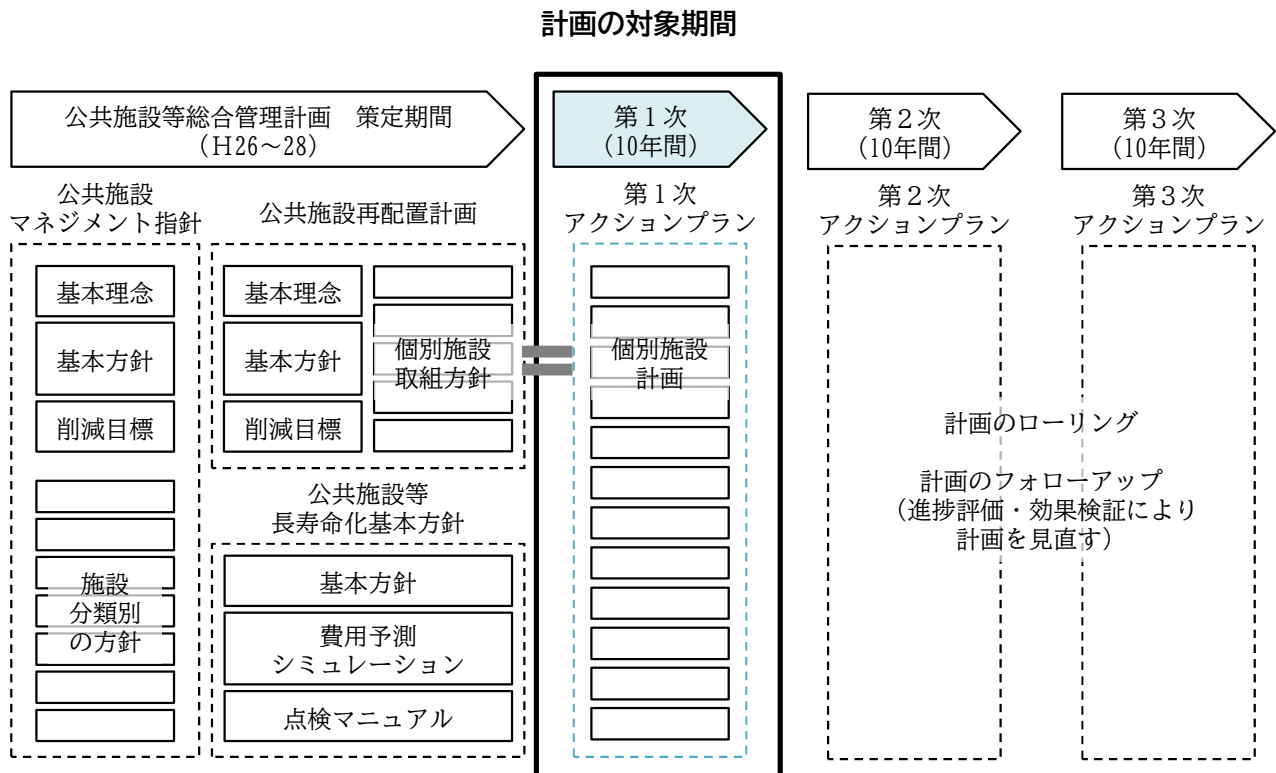 計画の対象期間
公共施設等総合管理計画　策定期間
（H26～28）
第１次
（10年間）
第２次
（10年間）
第３次
（10年間）
公共施設
マネジメント指針
公共施設再配置計画
第１次
アクションプラン
第２次
アクションプラン
第３次
アクションプラン
基本理念
基本方針
削減目標
施設
分類別
の方針
基本理念
基本方針
削減目標
個別施設
取組方針
公共施設等
長寿命化基本方針
基本方針
費用予測
シミュレーション
点検マニュアル
個別施設
計画
計画のローリング
計画のフォローアップ
（進捗評価・効果検証により
計画を見直す）